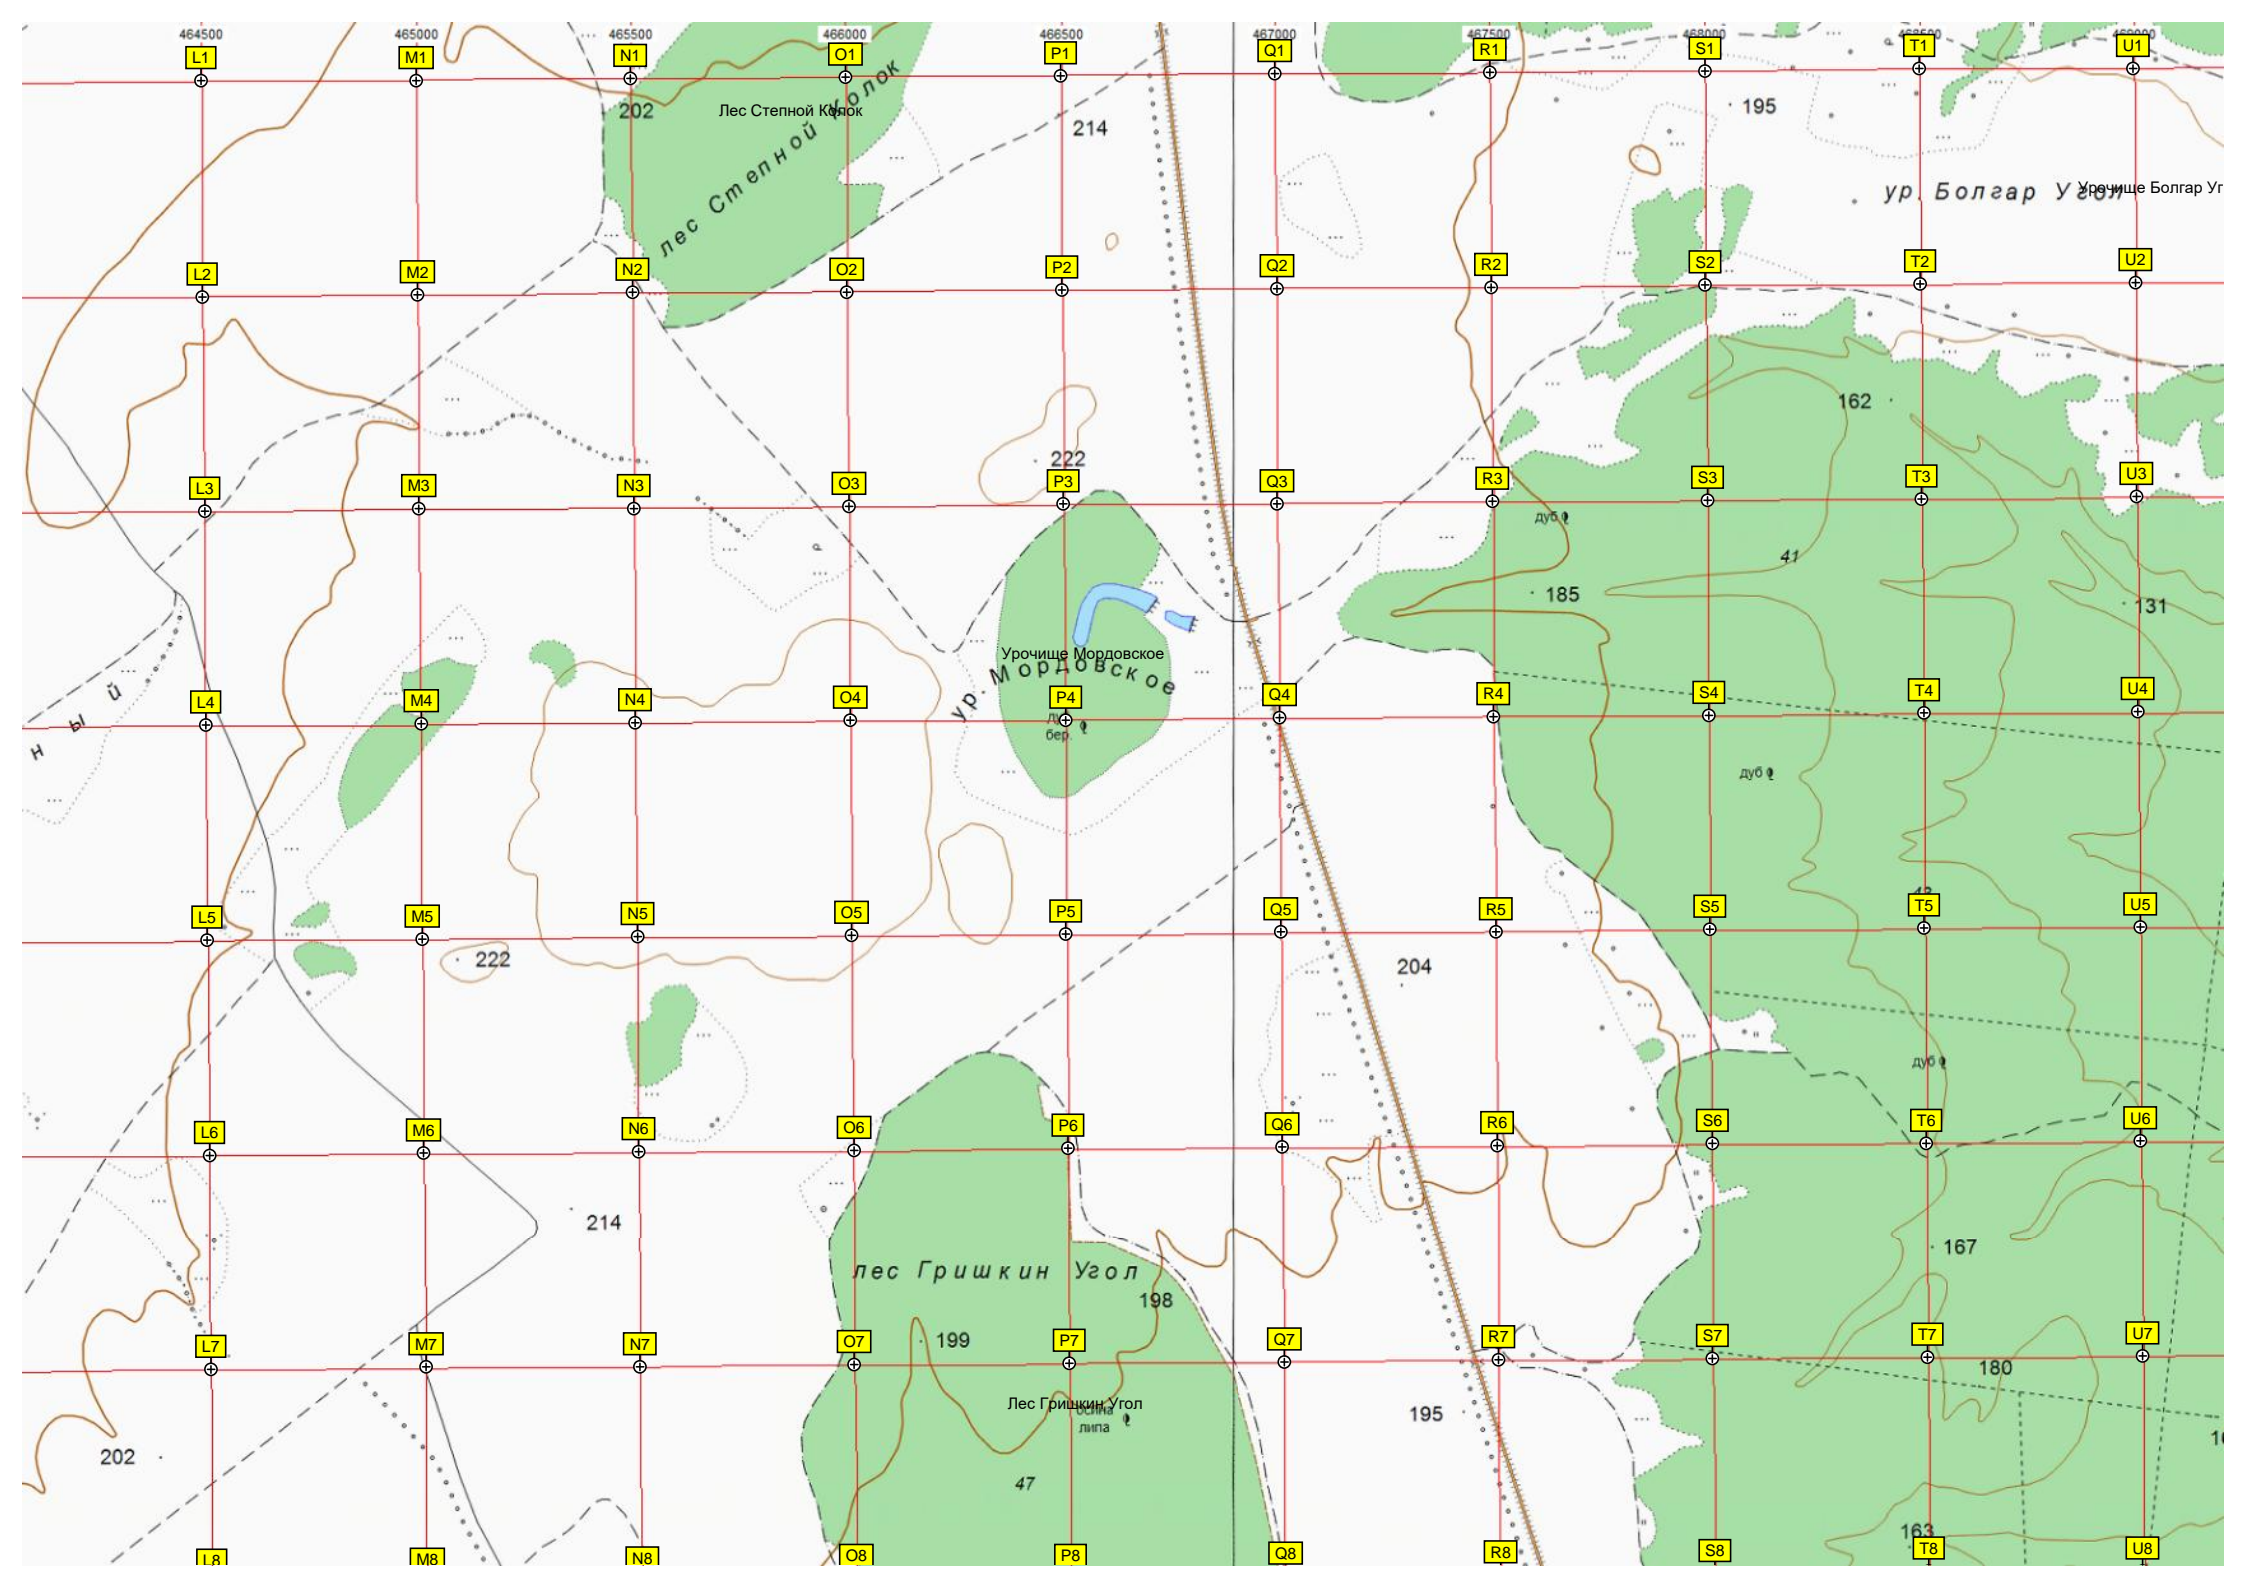 464500 465000 465500 466000 466500 467000 467500 468000
L1 M1 N1 O1 P1 Q1 R1 S1 T1 U1
202
Лес Степной Колок
лес Степной Колок
214
195
ур. Болгар Угол
Урочище Болгар Уг
L2 M2 N2 O2 P2 Q2 R2 S2 T2 U2
162
222
L3 M3 N3 O3 P3 Q3 R3 S3 T3 U3
дуб
41
185
131
Урочище Мордовское
ур. Мордовское
н ы й
L4 M4 N4 O4 P4 Q4 R4 S4 T4 U4
бер.
дуб
L5 M5 N5 O5 P5 Q5 R5 S5 T5 U5
222
204
дуб
L6 M6 N6 O6 P6 Q6 R6 S6 T6 U6
214
167
лес Гришкин Угол
198
199
L7 M7 N7 O7 P7 Q7 R7 S7 T7 U7
180
Лес Гришкин Угол
осина
липа
195
202
47
163
L8 M8 N8 O8 P8 Q8 R8 S8 T8 U8